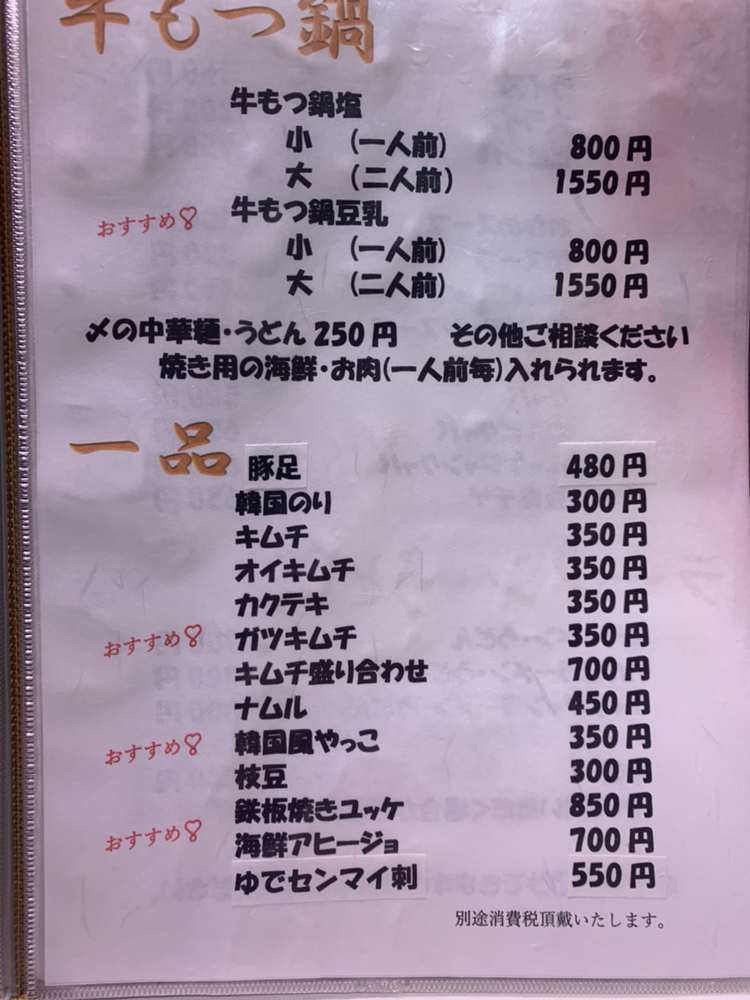 牛もつ鍋
牛もつ鍋塩
小 (一人前) 800円
大 (二人前) 1550円
おすすめ 牛もつ鍋豆乳
小 (一人前) 800円
大 (二人前) 1550円
〆の中華麺・うどん 250円 その他ご相談ください
焼き用の海鮮・お肉(一人前毎)入れられます。
一品 豚足 480円
韓国のり 300円
キムチ 350円
オイキムチ 350円
カクテキ 350円
おすすめ ガツキムチ 350円
キムチ盛り合わせ 700円
ナムル 450円
おすすめ 韓国風やっこ 350円
枝豆 300円
鉄板焼きユッケ 850円
おすすめ 海鮮アヒージョ 700円
ゆでセンマイ刺 550円
別途消費税頂戴いたします。